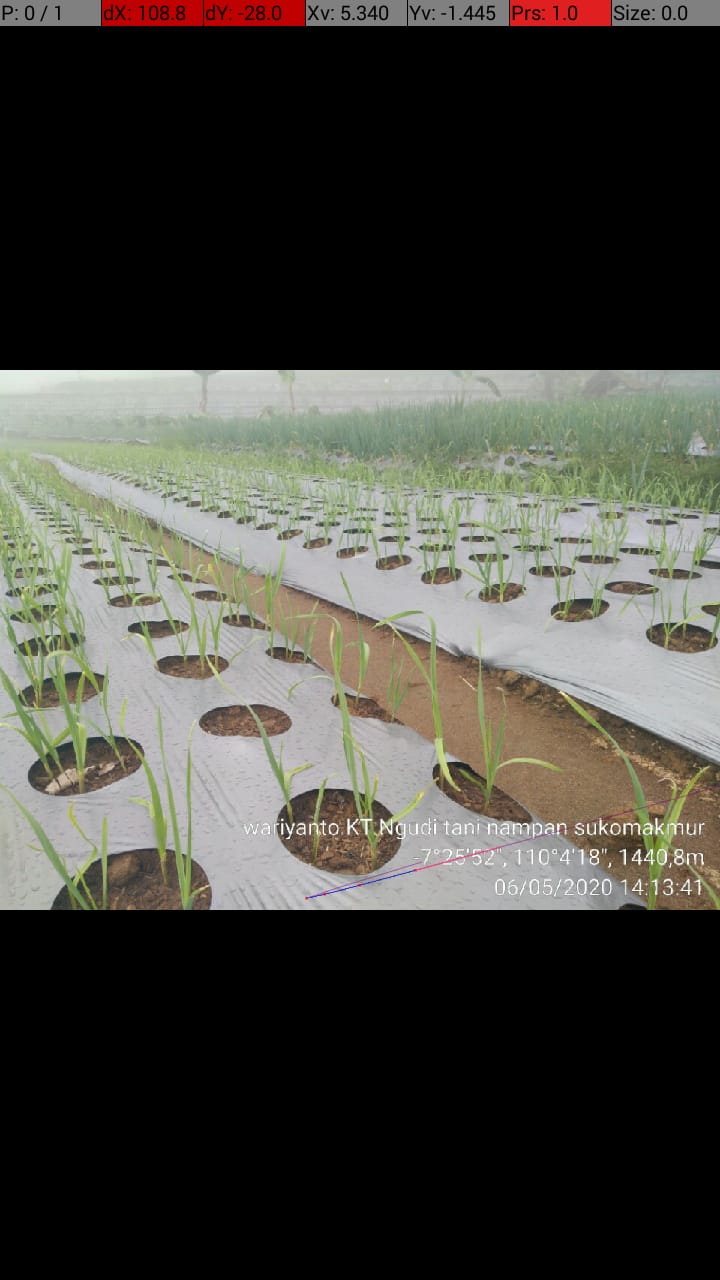 P: 0 / 1 dX: 108.8 dY: -28.0 Xv: 5.340 Yv: -1.445 Prs: 1.0 Size: 0.0
wariyanto.KT.Ngudi tani nampan sukomakmur
-7°25'52", 110°4'18", 1440,8m
06/05/2020 14:13:41